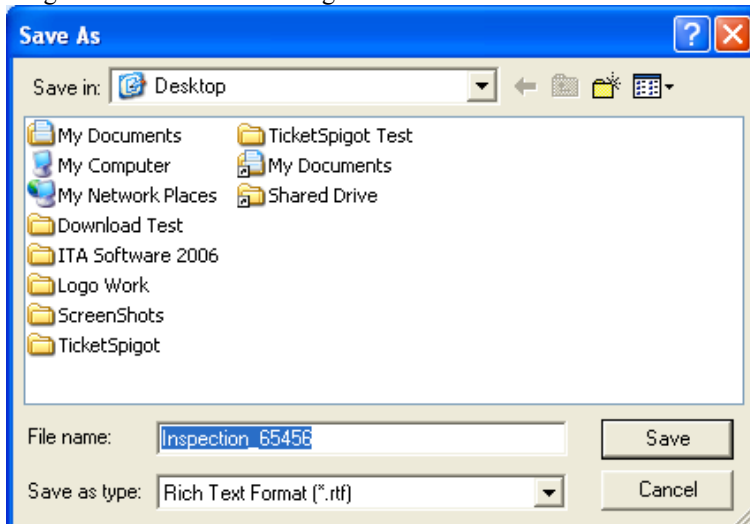 Save As
Save in: Desktop
My Documents
My Computer
My Network Places
Download Test
ITA Software 2006
Logo Work
ScreenShots
TicketSpigot
TicketSpigot Test
My Documents
Shared Drive
File name: Inspection_65456
Save
Save as type: Rich Text Format (*.rtf)
Cancel